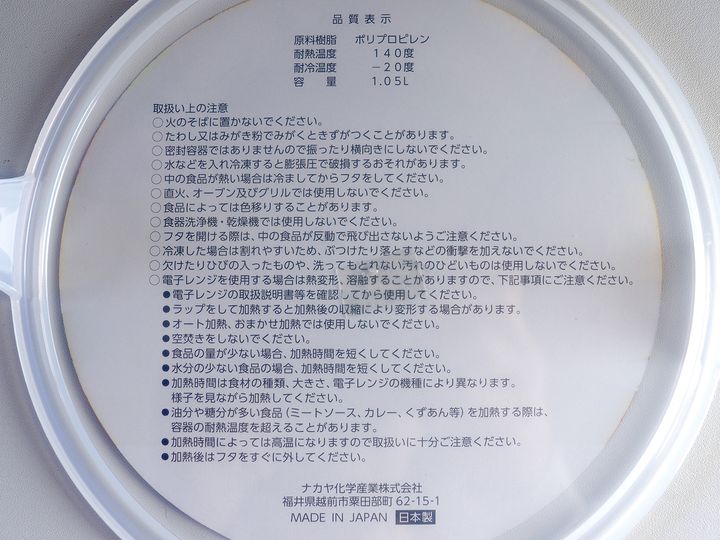 品質表示
原料樹脂 ポリプロピレン
耐熱温度 140度
耐冷温度 −20度
容量 1.05L
取扱い上の注意
○火のそばに置かないでください。
○たわし又はみがき粉でみがくときずがつくことがあります。
○密封容器ではありませんので振ったり横向きにしないでください。
○水などを入れ冷凍すると膨張圧で破損するおそれがあります。
○中の食品が熱い場合は冷ましてからフタをしてください。
○直火、オーブン及びグリルでは使用しないでください。
○食品によっては色移りすることがあります。
○食器洗浄機・乾燥機では使用しないでください。
○フタを開ける際は、中の食品が反動で飛び出さないようご注意ください。
○冷凍した場合は割れやすいため、ぶつけたり落とすなどの衝撃を加えないでください。
○欠けたりひびの入ったものや、洗ってもとれない汚れのひどいものは使用しないでください。
○電子レンジを使用する場合は熱変形、溶融することがありますので、下記事項にご注意ください。
●電子レンジの取扱説明書等を確認してから使用してください。
●ラップをして加熱すると加熱後の収縮により変形する場合があります。
●オート加熱、おまかせ加熱では使用しないでください。
●空焚きをしないでください。
●食品の量が少ない場合、加熱時間を短くしてください。
●水分の少ない食品の場合、加熱時間を短くしてください。
●加熱時間は食材の種類、大きさ、電子レンジの機種により異なります。
様子を見ながら加熱してください。
●油分や糖分が多い食品（ミートソース、カレー、くずあん等）を加熱する際は、
容器の耐熱温度を超えることがあります。
●加熱時間によっては高温になりますので取扱いに十分ご注意ください。
●加熱後はフタをすぐに外してください。
ナカヤ化学産業株式会社
福井県越前市粟田部町62-15-1
MADE IN JAPAN 日本製